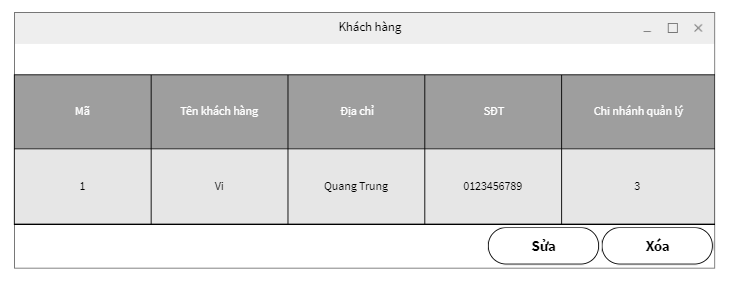 Khách hàng
Mã Tên khách hàng Địa chỉ SĐT Chi nhánh quản lý
1 Vi Quang Trung 0123456789 3
Sửa Xóa